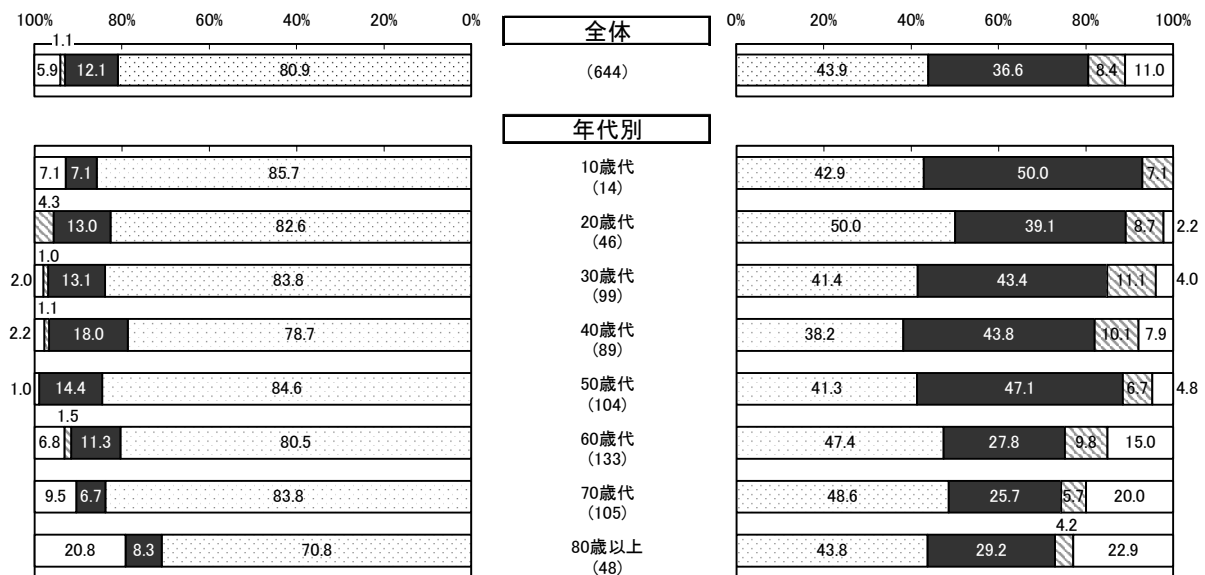 100% 80% 60% 40% 20% 0% 全体 0% 20% 40% 60% 80% 100%
1.1
5.9 12.1 80.9 (644) 43.9 36.6 8.4 11.0
年代別
7.1 7.1 85.7 10歳代 42.9 50.0 7.1
(14)
4.3
13.0 82.6 20歳代 50.0 39.1 8.7 2.2
(46)
1.0
2.0 13.1 83.8 30歳代 41.4 43.4 11.1 4.0
(99)
1.1
2.2 18.0 78.7 40歳代 38.2 43.8 10.1 7.9
(89)
1.0 14.4 84.6 50歳代 41.3 47.1 6.7 4.8
(104)
1.5
6.8 11.3 80.5 60歳代 47.4 27.8 9.8 15.0
(133)
9.5 6.7 83.8 70歳代 48.6 25.7 5.7 20.0
(105)
4.2
20.8 8.3 70.8 80歳以上 43.8 29.2 22.9
(48)